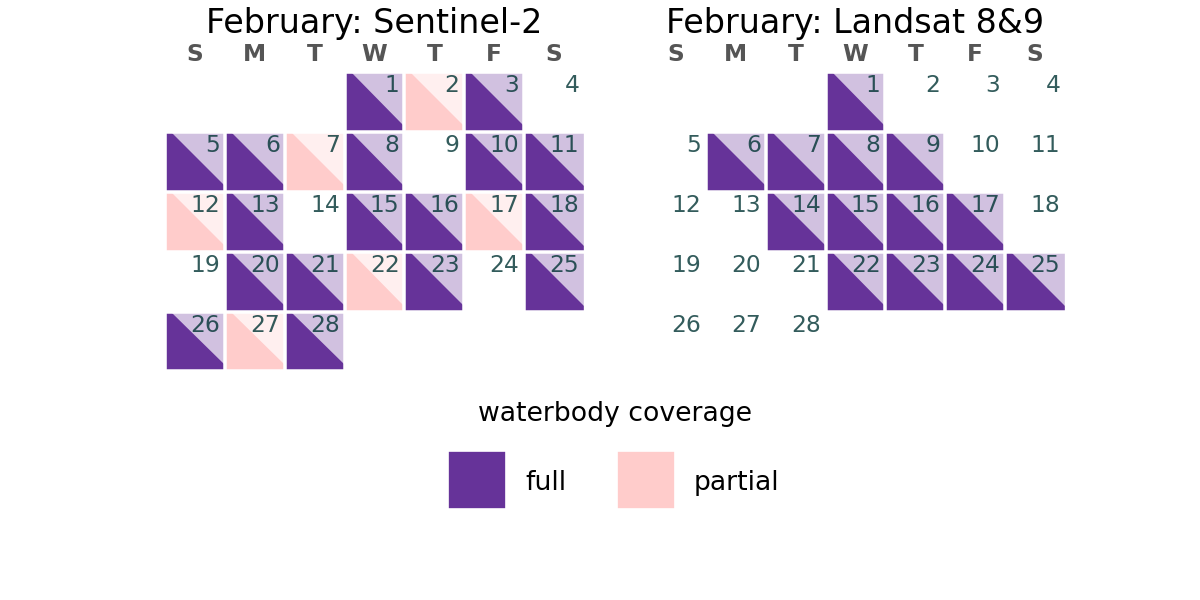 February: Sentinel-2
S M T W T F S
1 2 3 4
5 6 7 8 9 10 11
12 13 14 15 16 17 18
19 20 21 22 23 24 25
26 27 28
February: Landsat 8&9
S M T W T F S
1 2 3 4
5 6 7 8 9 10 11
12 13 14 15 16 17 18
19 20 21 22 23 24 25
26 27 28
waterbody coverage
full partial